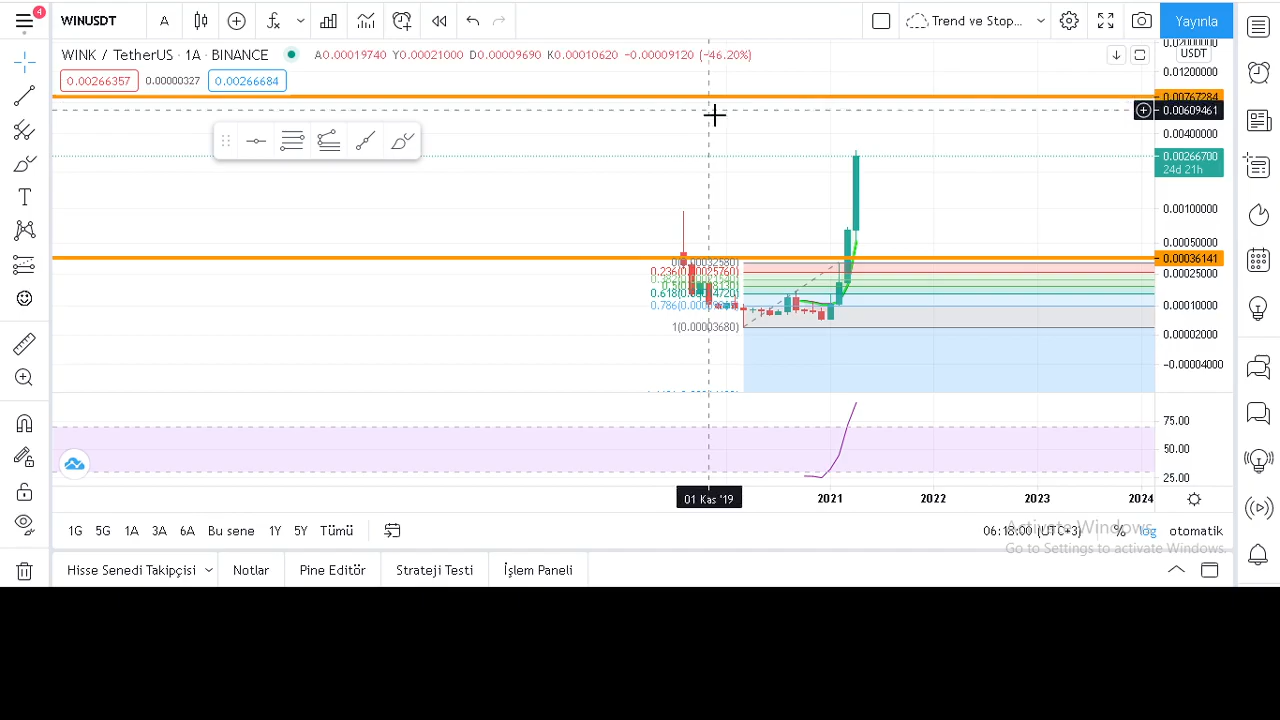 4
WINUSDT
A
Trend ve Stop...
Yayınla
WINK / TetherUS · 1A · BINANCE
A0.00019740 Y0.00021000 D0.00009690 K0.00010620 −0.00009120 (−46.20%)
USDT
0.00266357
0.00000327
0.00266684
0.01200000
0.00767284
0.00609461
0.00400000
0.00266700
24d 21h
0.00100000
0.00050000
0.00036141
0.00025000
0.00010000
0.00002000
−0.00004000
0(0.00032580)
0.236(0.00025760)
1(0.00003680)
75.00
50.00
25.00
01 Kas '19
2021
2022
2023
2024
1G 5G 1A 3A 6A Bu sene 1Y 5Y Tümü
06:18:00 (UTC+3) % log otomatik
Activate Windows
Go to Settings to activate Windows.
Hisse Senedi Takipçisi
Notlar
Pine Editör
Strateji Testi
İşlem Paneli